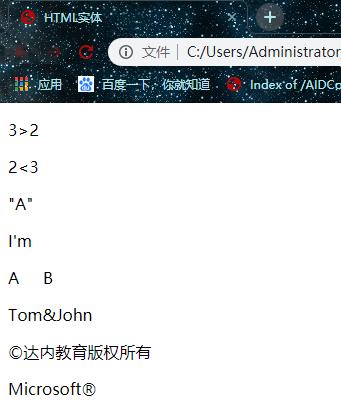 HTML实体
文件 C:/Users/Administrator
应用 百度一下，你就知道 Index of /AIDCp
3>2
2<3
"A"
I'm
A     B
Tom&John
©达内教育版权所有
Microsoft®